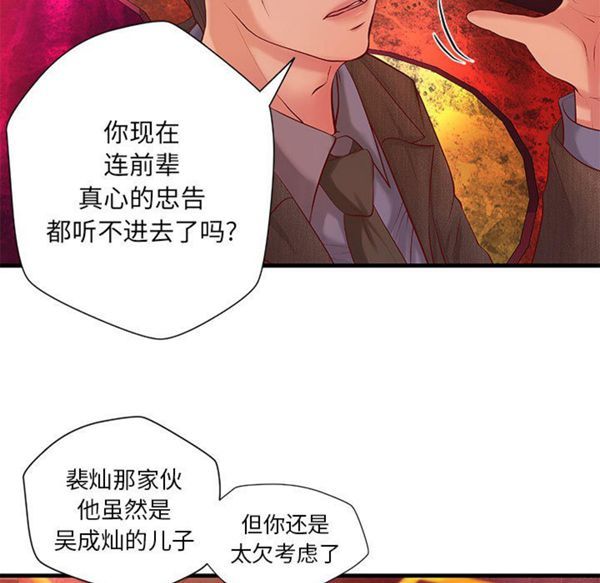 你现在
连前辈
真心的忠告
都听不进去了吗?
裴灿那家伙
他虽然是
吴成灿的儿子
但你还是
太欠考虑了